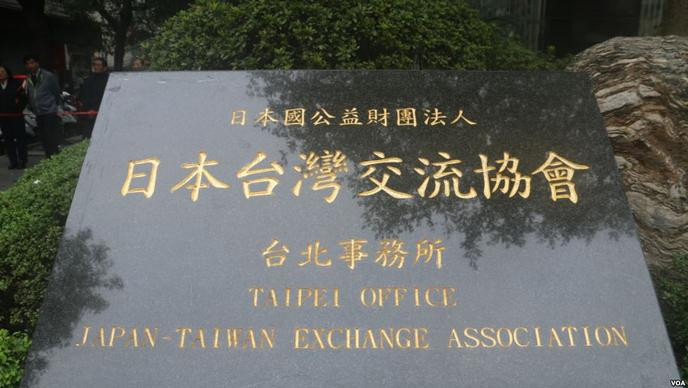 日本國公益財團法人
日本台灣交流協會
台北事務所
TAIPEI OFFICE
JAPAN-TAIWAN EXCHANGE ASSOCIATION
VOA